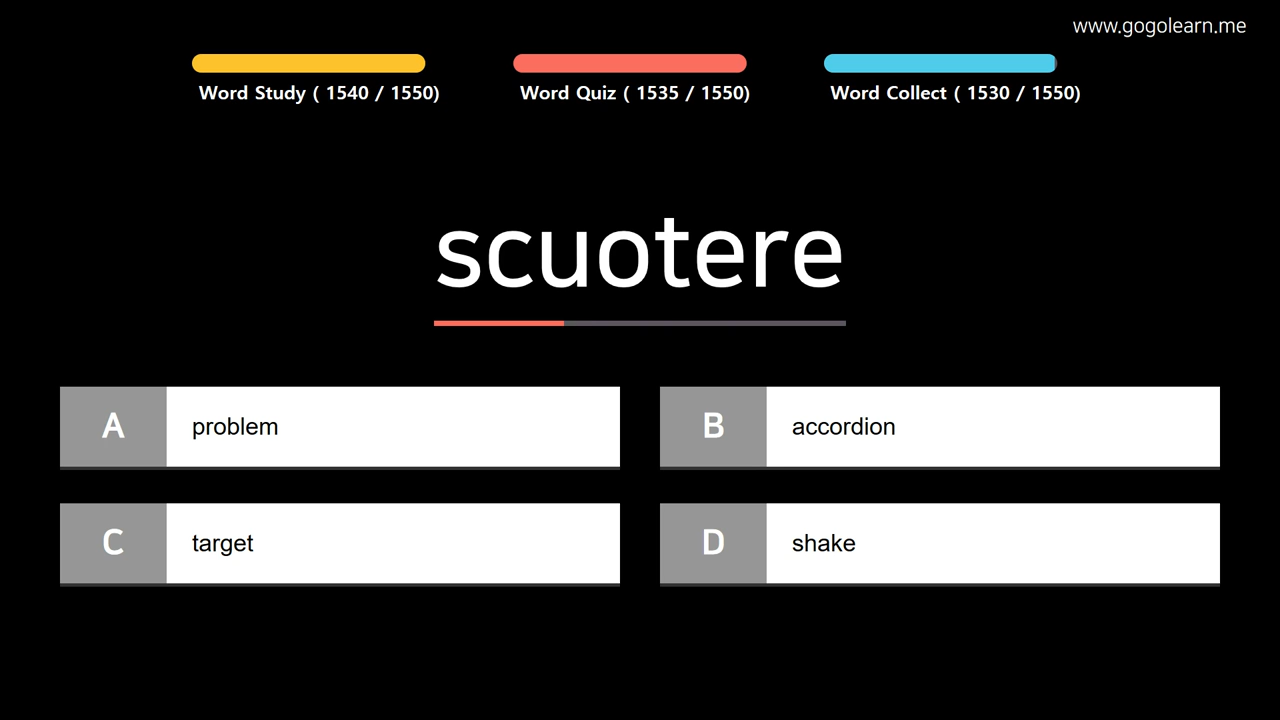 www.gogolearn.me
Word Study ( 1540 / 1550)
Word Quiz ( 1535 / 1550)
Word Collect ( 1530 / 1550)
scuotere
A problem
B accordion
C target
D shake